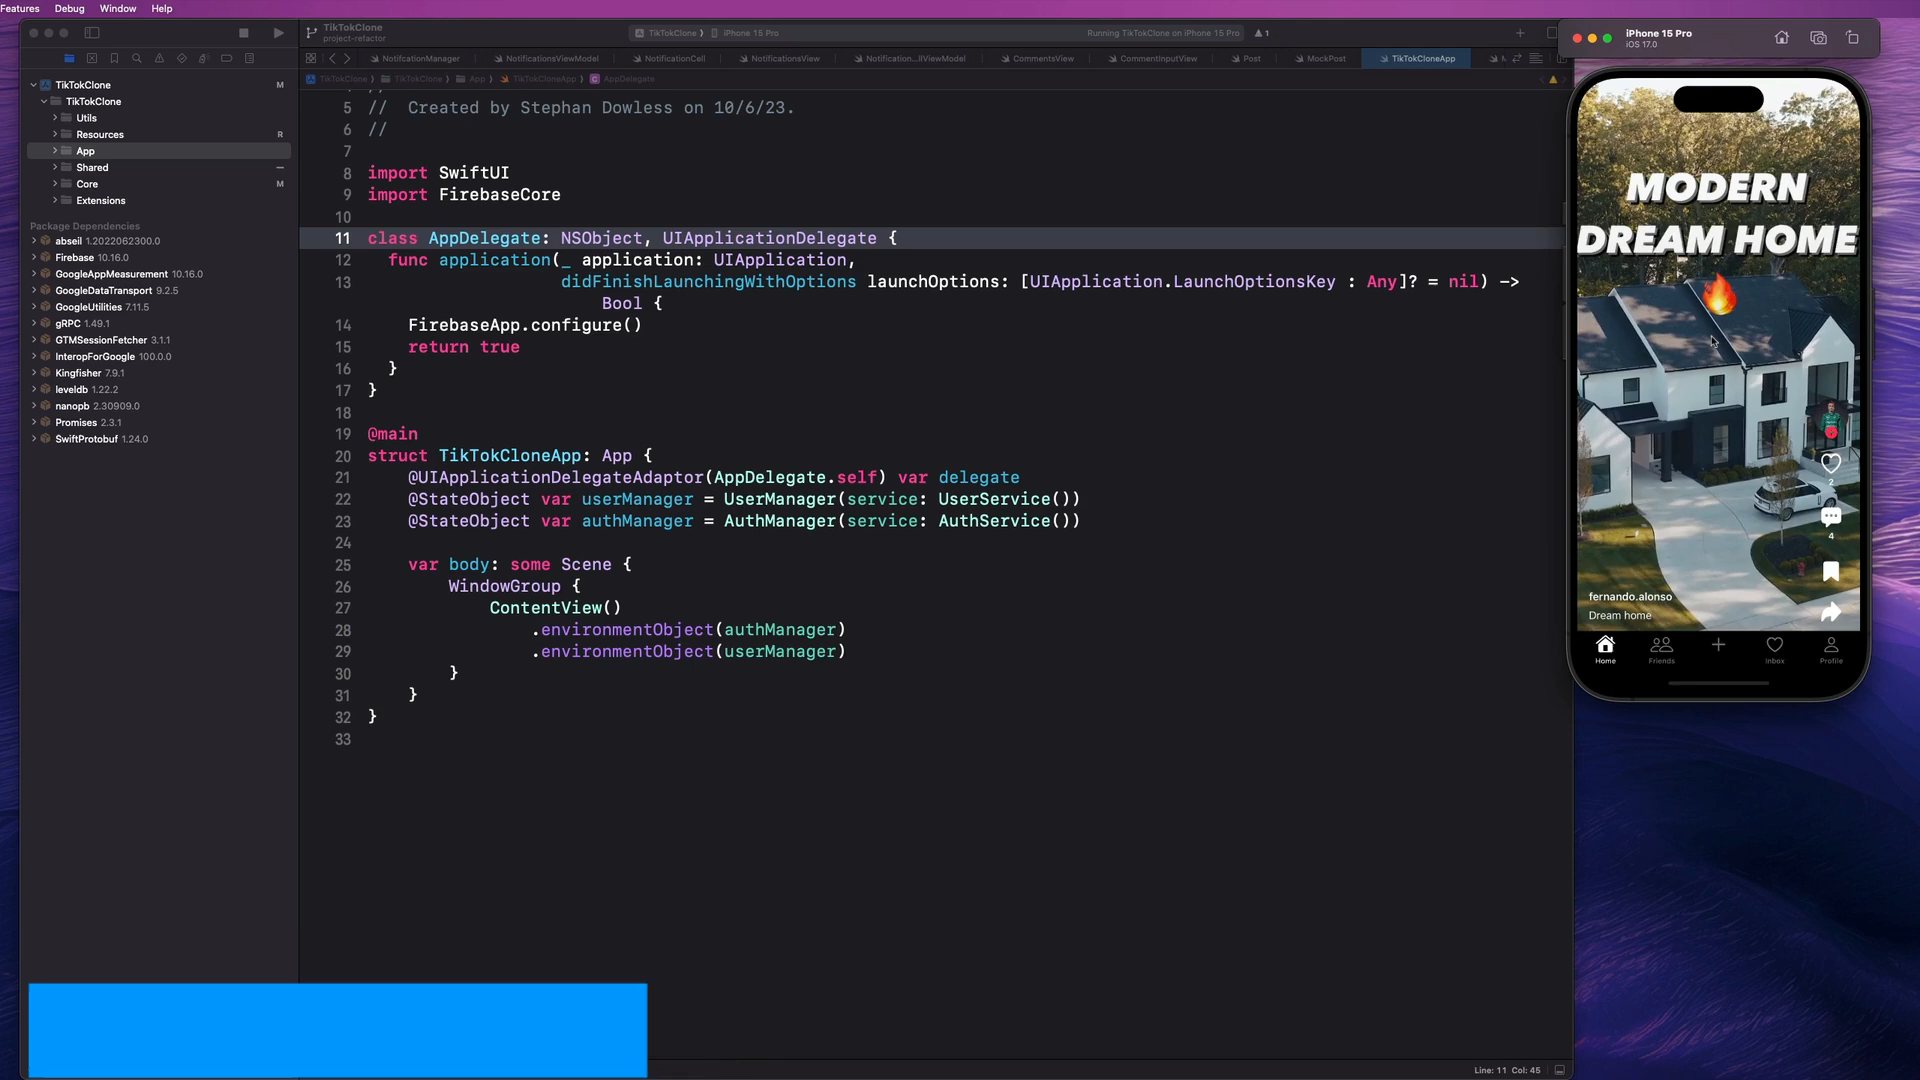 Features Debug Window Help
TikTokClone
project-refactor
TikTokClone iPhone 15 Pro
Running TikTokClone on iPhone 15 Pro
1
iPhone 15 Pro
iOS 17.0
NotifcationManager NotificationsViewModel NotificationCell NotificationsView Notification...llViewModel CommentsView CommentInputView Post MockPost TikTokCloneApp
TikTokClone TikTokClone App TikTokCloneApp AppDelegate
TikTokClone M
TikTokClone
Utils
Resources R
App
Shared
Core M
Extensions
Package Dependencies
abseil 1.2022062300.0
Firebase 10.16.0
GoogleAppMeasurement 10.16.0
GoogleDataTransport 9.2.5
GoogleUtilities 7.11.5
gRPC 1.49.1
GTMSessionFetcher 3.1.1
InteropForGoogle 100.0.0
Kingfisher 7.9.1
leveldb 1.22.2
nanopb 2.30909.0
Promises 2.3.1
SwiftProtobuf 1.24.0
5 //  Created by Stephan Dowless on 10/6/23.
6 //
7
8 import SwiftUI
9 import FirebaseCore
10
11 class AppDelegate: NSObject, UIApplicationDelegate {
12 func application(_ application: UIApplication,
13 didFinishLaunchingWithOptions launchOptions: [UIApplication.LaunchOptionsKey : Any]? = nil) ->
Bool {
14 FirebaseApp.configure()
15 return true
16 }
17 }
18
19 @main
20 struct TikTokCloneApp: App {
21 @UIApplicationDelegateAdaptor(AppDelegate.self) var delegate
22 @StateObject var userManager = UserManager(service: UserService())
23 @StateObject var authManager = AuthManager(service: AuthService())
24
25 var body: some Scene {
26 WindowGroup {
27 ContentView()
28 .environmentObject(authManager)
29 .environmentObject(userManager)
30 }
31 }
32 }
33
MODERN
DREAM HOME
2
4
fernando.alonso
Dream home
Home Friends Inbox Profile
Line: 11 Col: 45